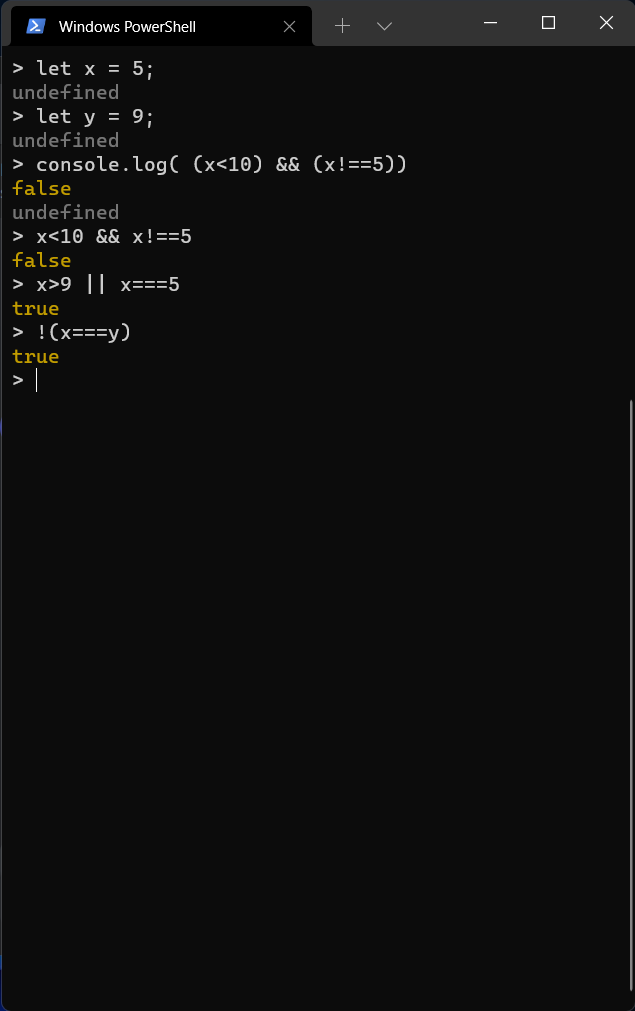 Windows PowerShell
> let x = 5;
undefined
> let y = 9;
undefined
> console.log( (x<10) && (x!==5))
false
undefined
> x<10 && x!==5
false
> x>9 || x===5
true
> !(x===y)
true
>